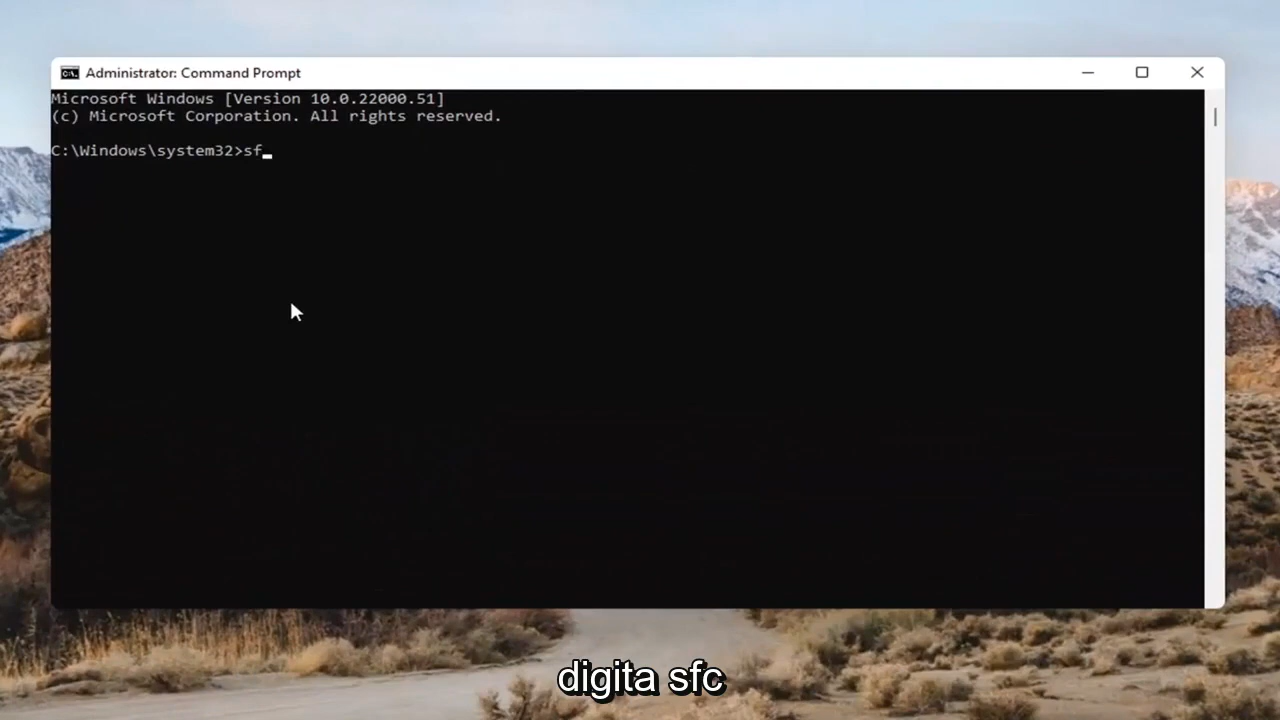 Administrator: Command Prompt
Microsoft Windows [Version 10.0.22000.51]
(c) Microsoft Corporation. All rights reserved.
C:\Windows\system32>sf
digita sfc